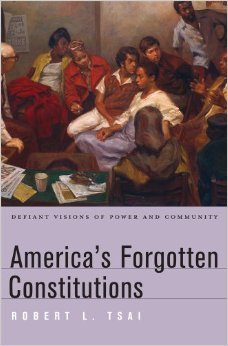 DEFIANT VISIONS OF POWER AND COMMUNITY
America's Forgotten
Constitutions
ROBERT L. TSAI